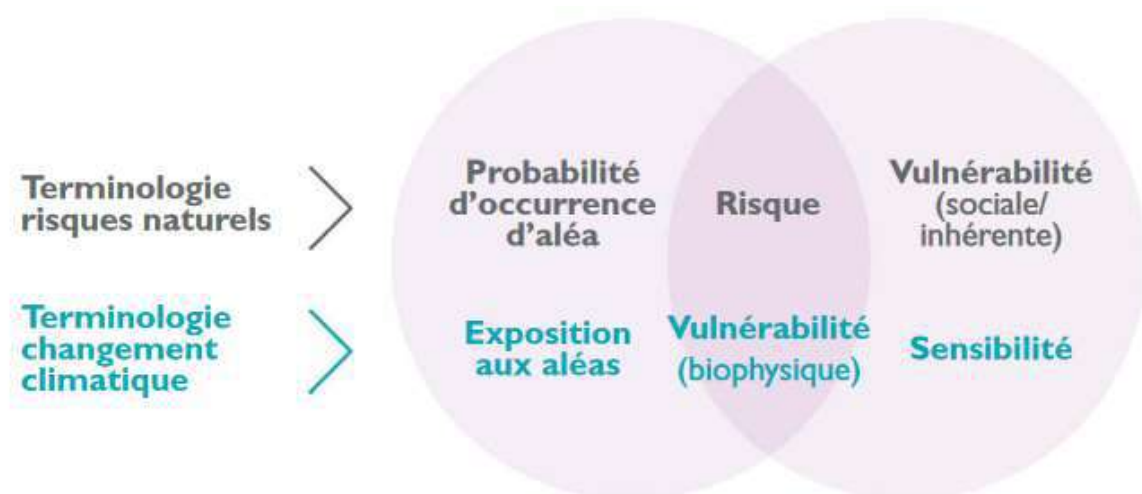 Terminologie
risques naturels
Probabilité
d'occurrence
d'aléa
Risque
Vulnérabilité
(sociale/
inhérente)
Terminologie
changement
climatique
Exposition
aux aléas
Vulnérabilité
(biophysique)
Sensibilité